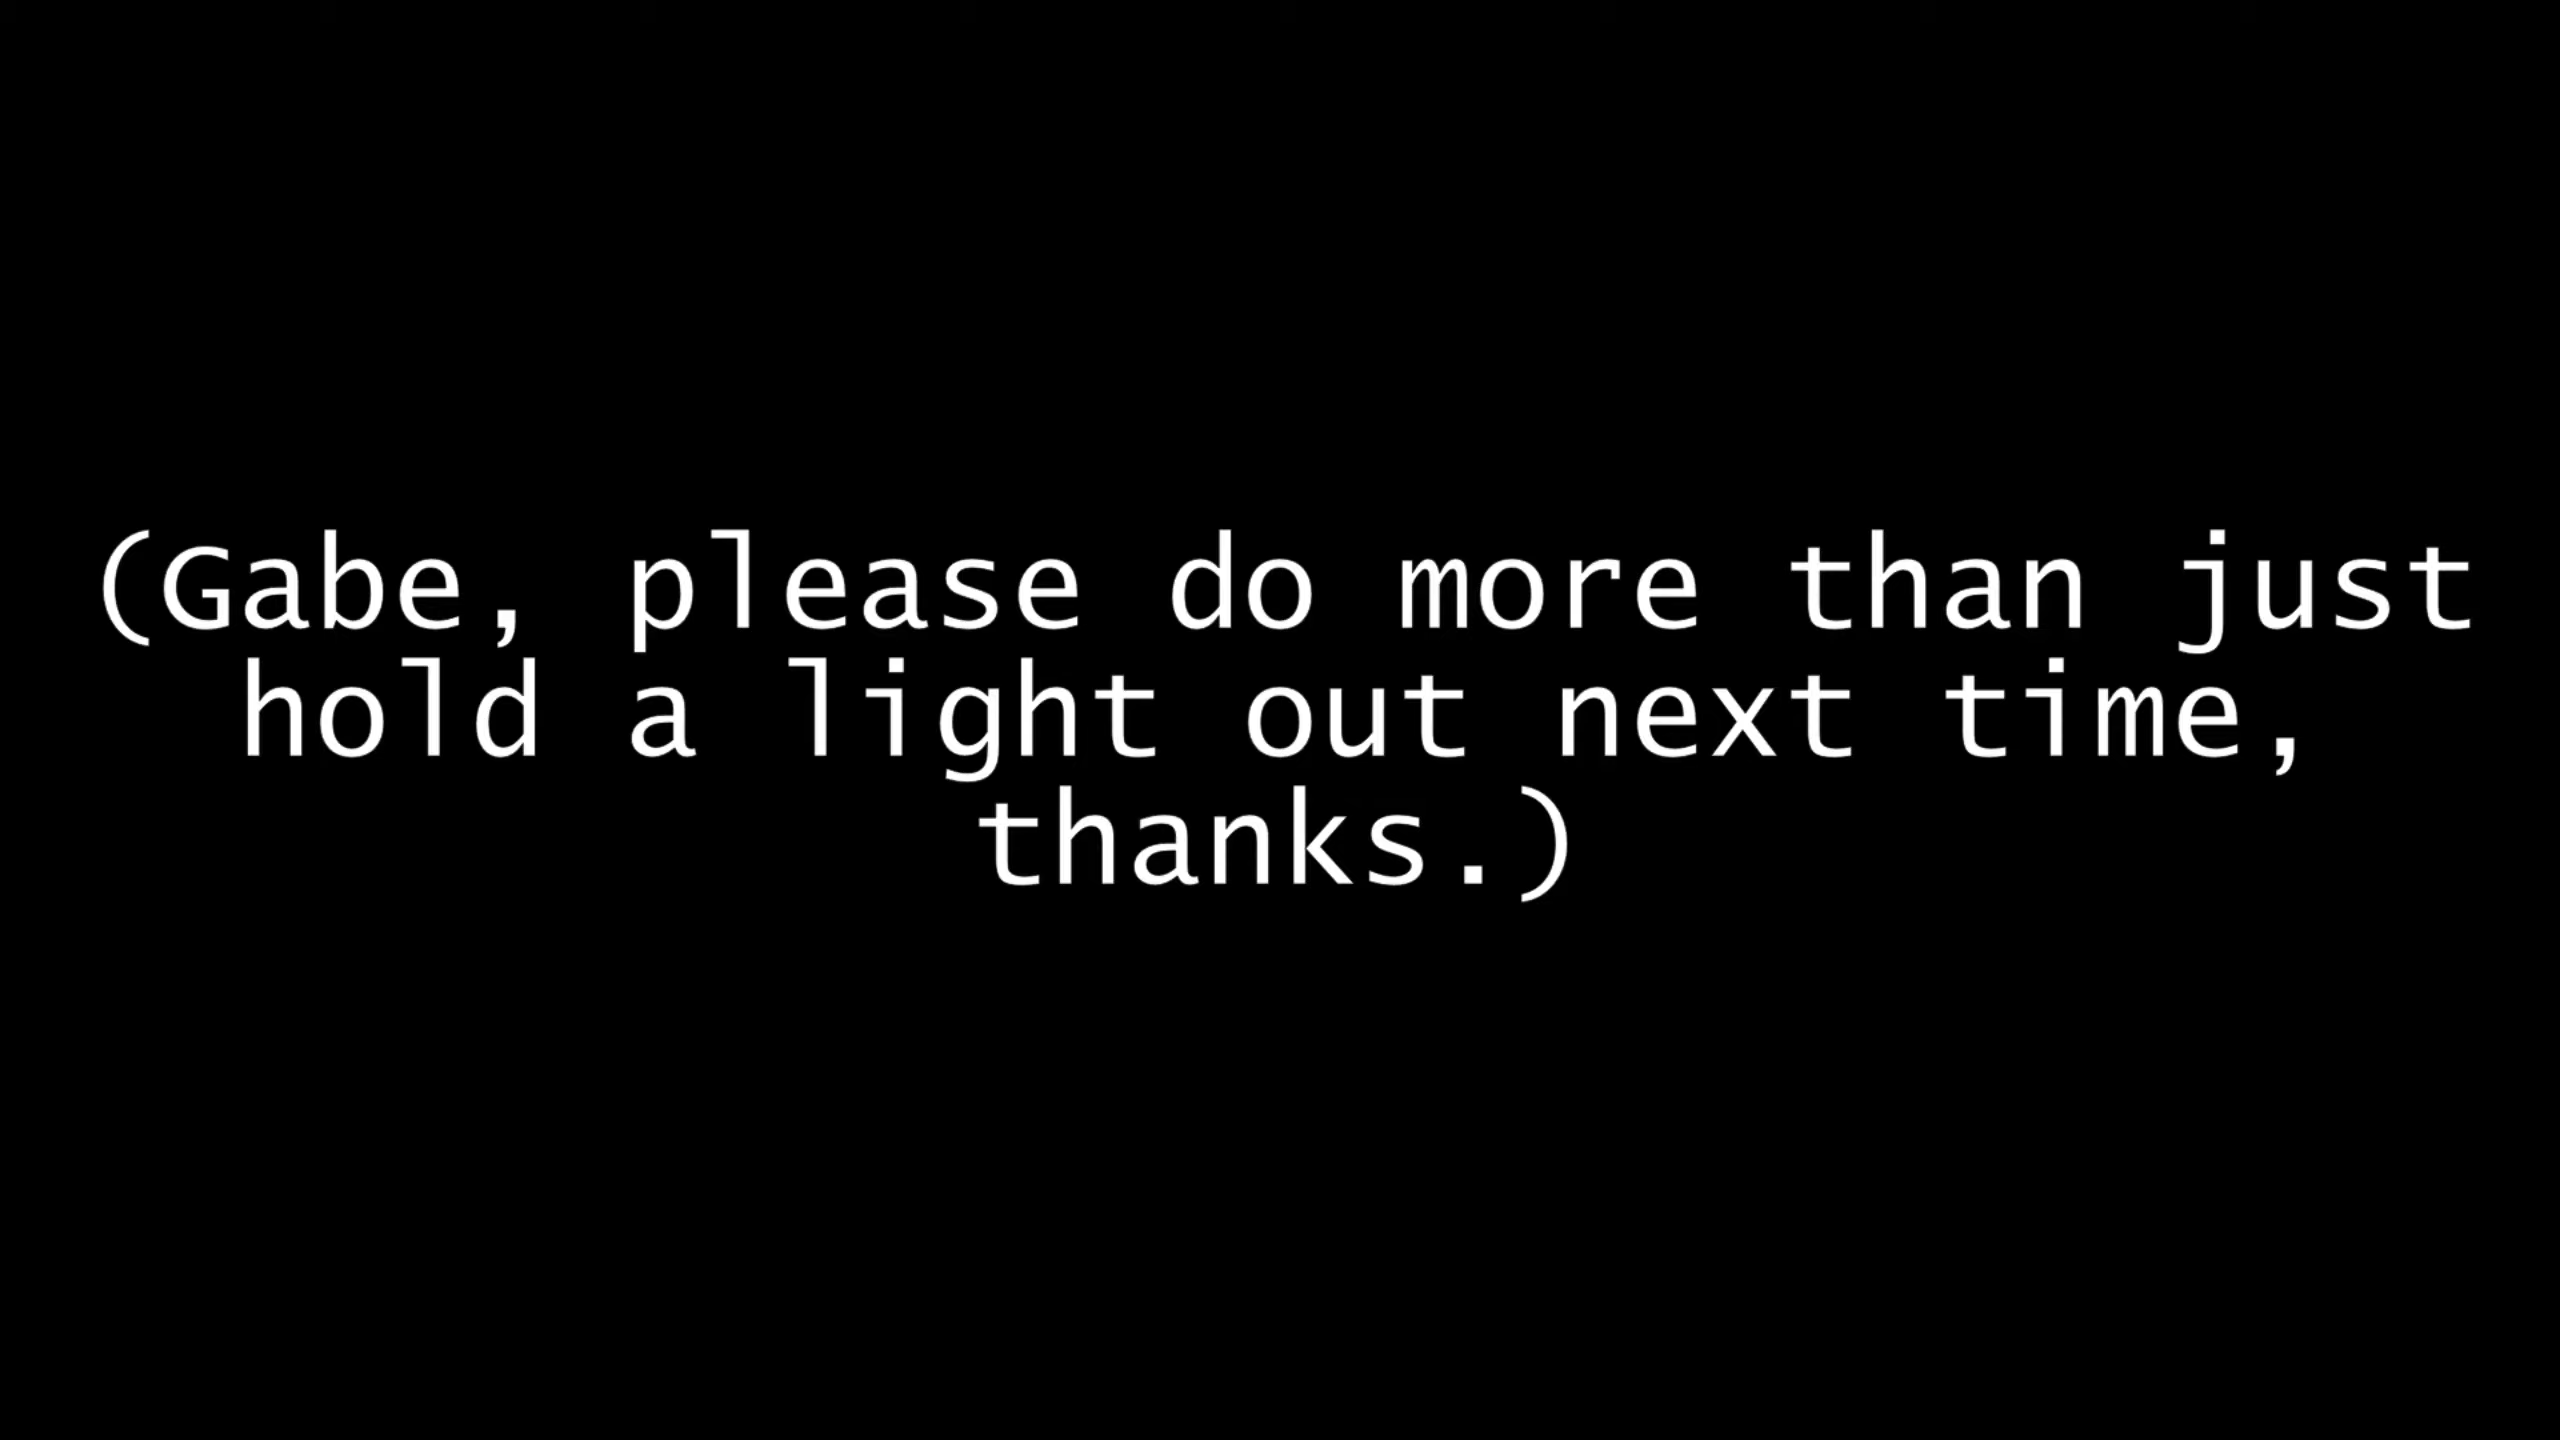 (Gabe, please do more than just
hold a light out next time,
thanks.)